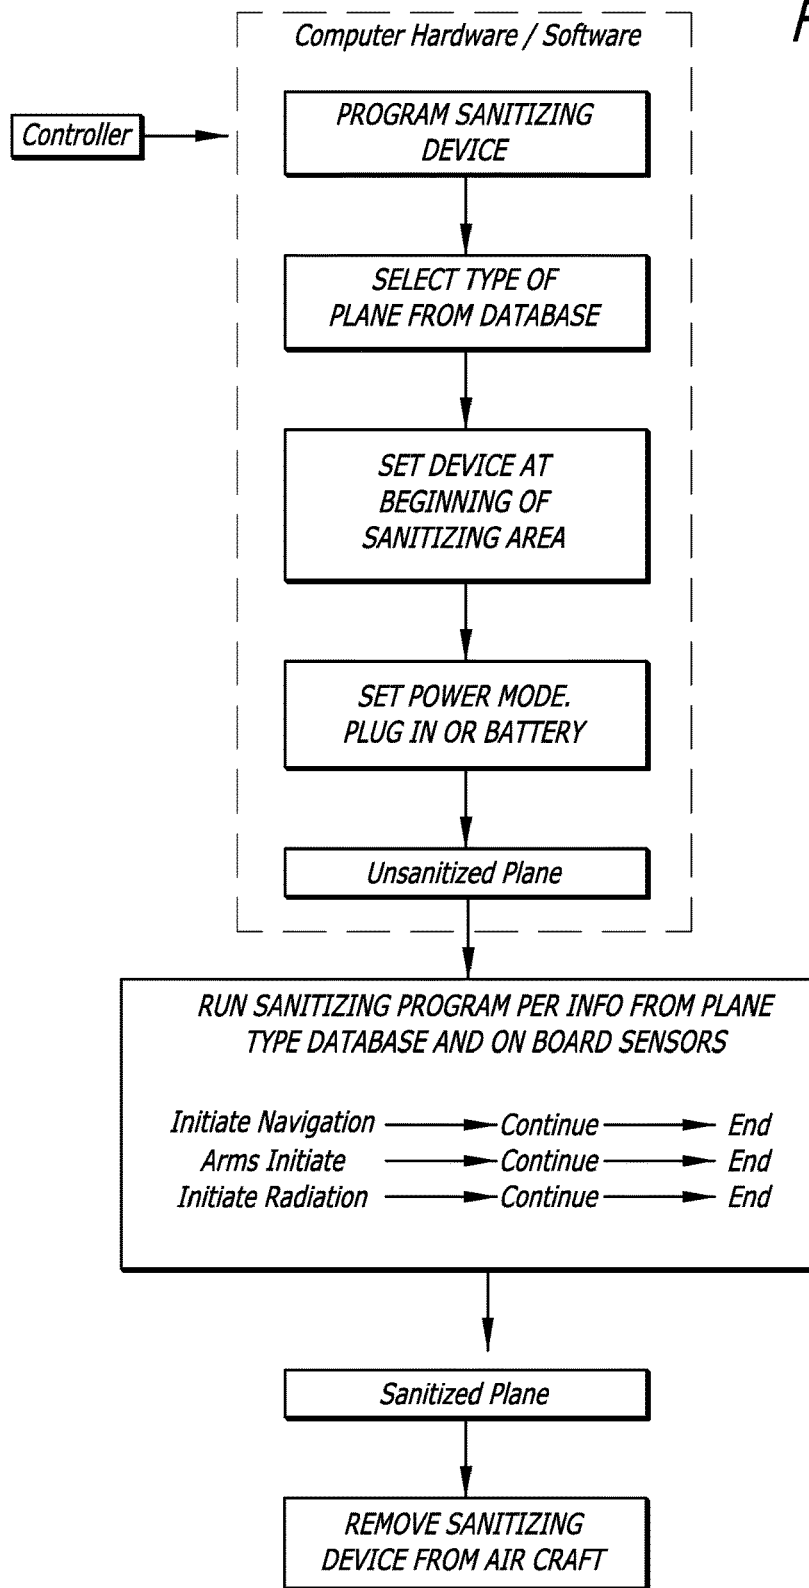 Computer Hardware / Software
Controller
PROGRAM SANITIZING
DEVICE
SELECT TYPE OF
PLANE FROM DATABASE
SET DEVICE AT
BEGINNING OF
SANITIZING AREA
SET POWER MODE.
PLUG IN OR BATTERY
Unsanitized Plane
RUN SANITIZING PROGRAM PER INFO FROM PLANE
TYPE DATABASE AND ON BOARD SENSORS
Initiate Navigation Continue End
Arms Initiate Continue End
Initiate Radiation Continue End
Sanitized Plane
REMOVE SANITIZING
DEVICE FROM AIR CRAFT